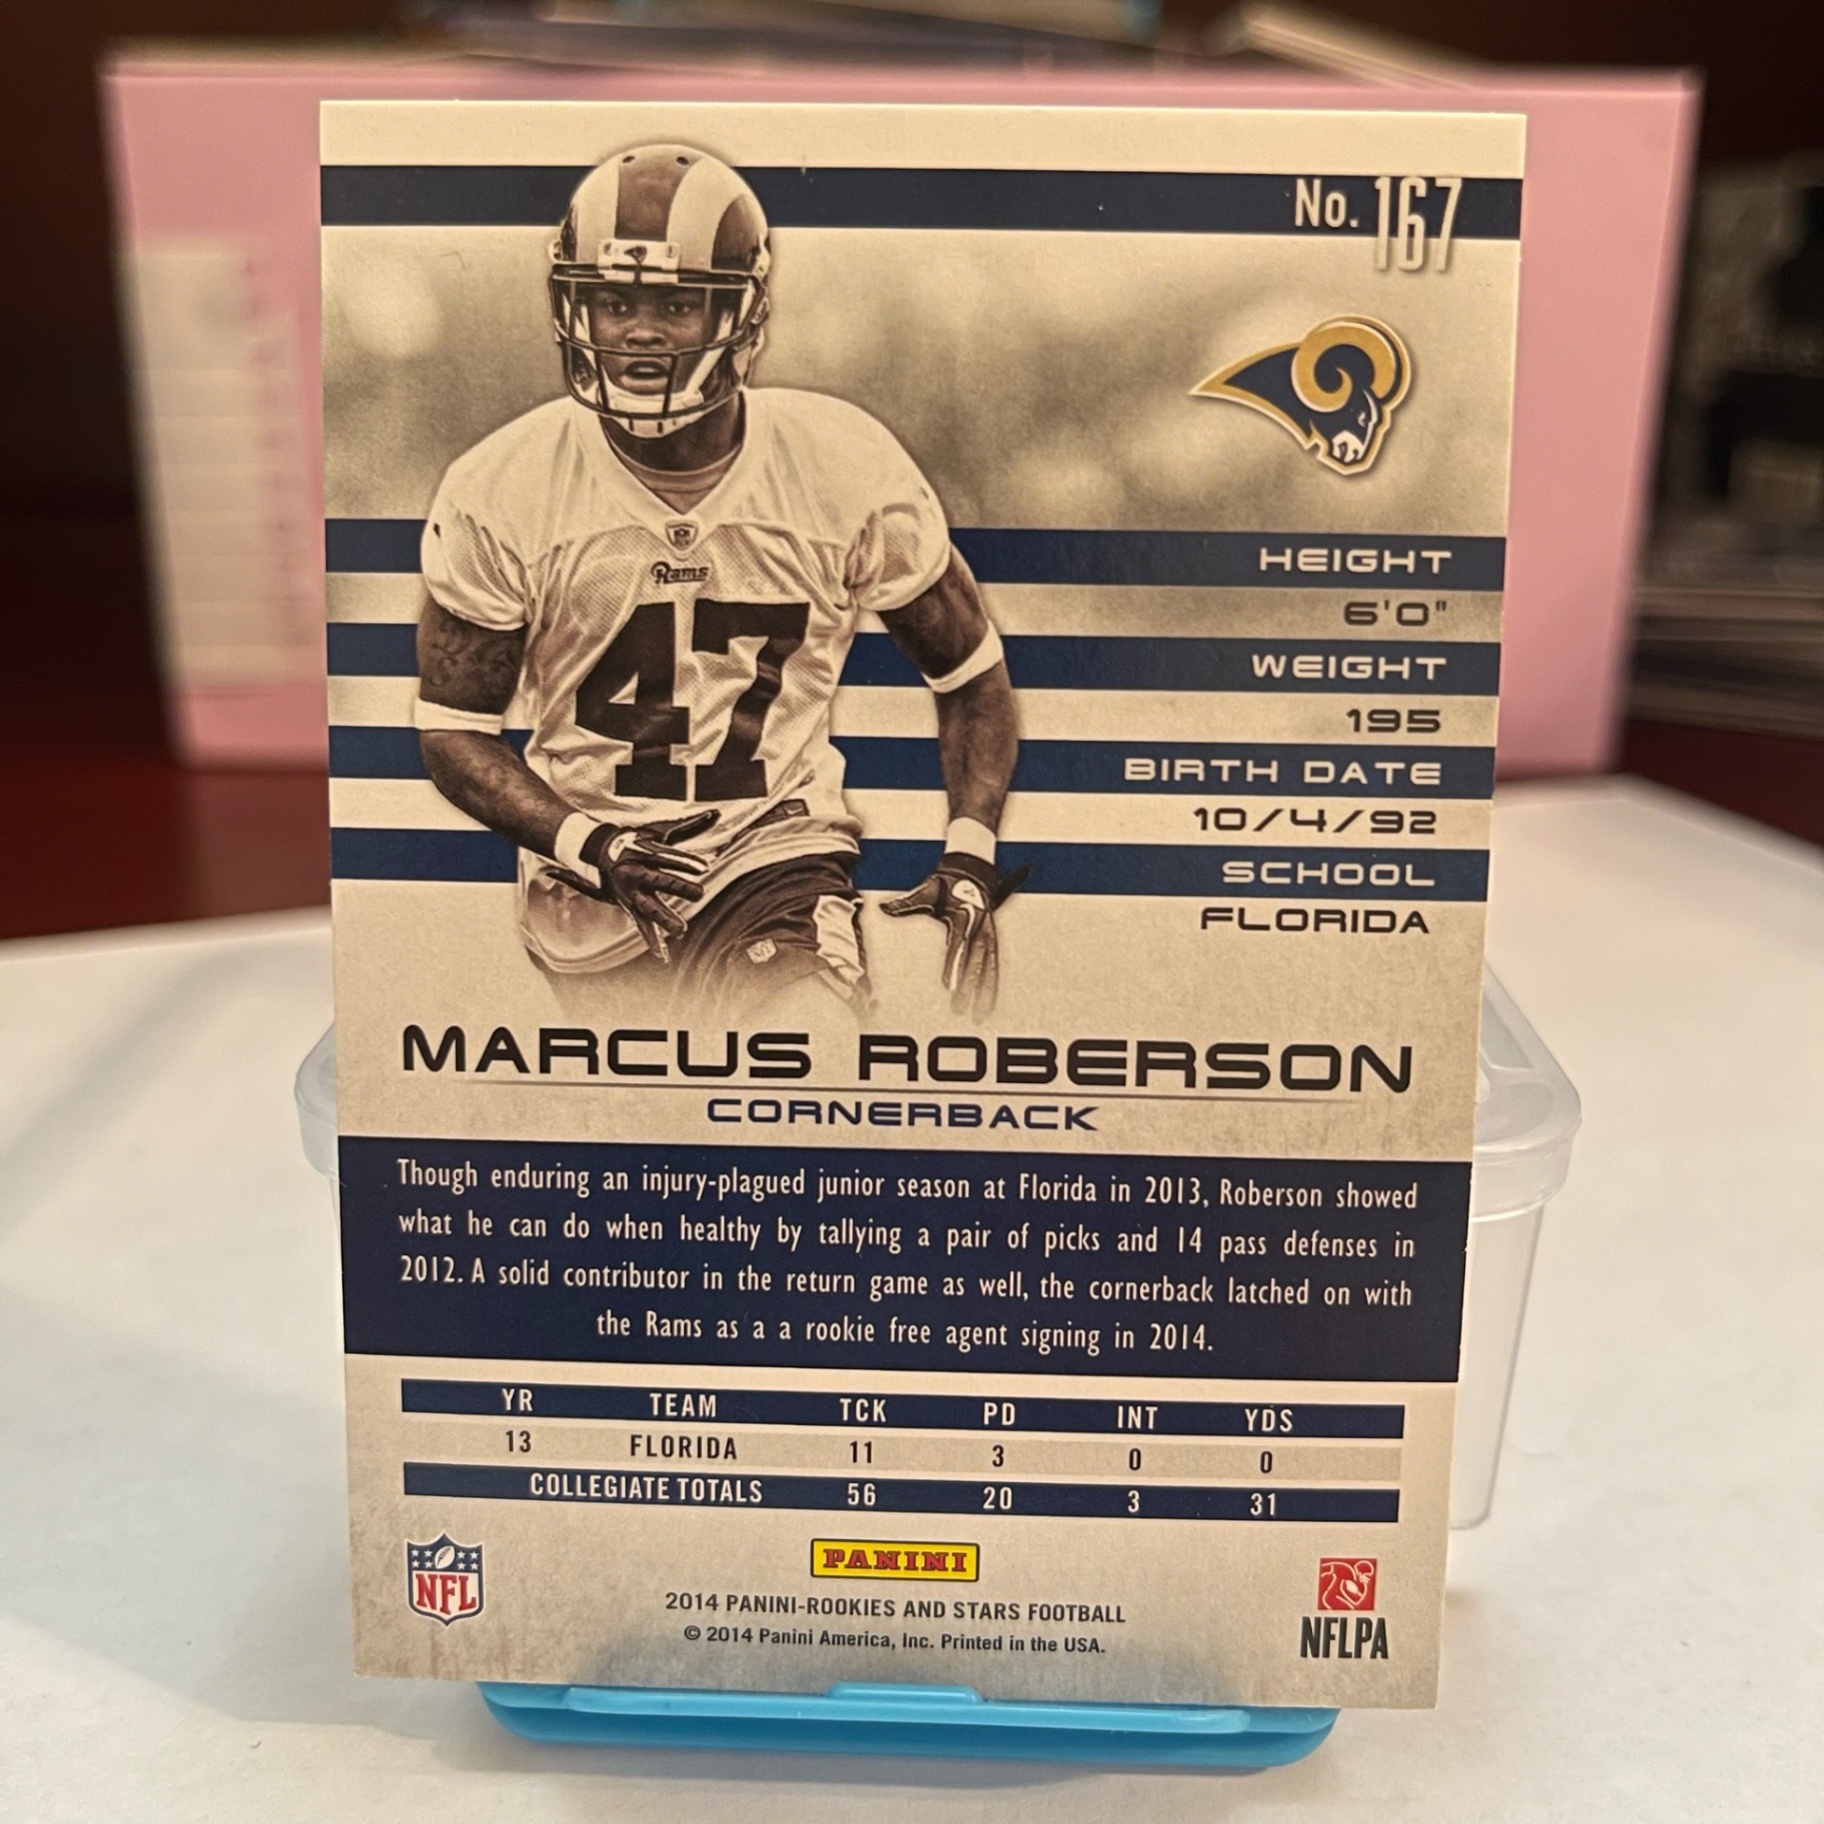 No. 167
Rams
47
HEIGHT
6'0"
WEIGHT
195
BIRTH DATE
10/4/92
SCHOOL
FLORIDA
MARCUS ROBERSON
CORNERBACK
Though enduring an injury-plagued junior season at Florida in 2013, Roberson showed
what he can do when healthy by tallying a pair of picks and 14 pass defenses in
2012. A solid contributor in the return game as well, the cornerback latched on with
the Rams as a a rookie free agent signing in 2014.
YR TEAM TCK PD INT YDS
13 FLORIDA 11 3 0 0
COLLEGIATE TOTALS 56 20 3 31
NFL
PANINI
2014 PANINI-ROOKIES AND STARS FOOTBALL
© 2014 Panini America, Inc. Printed in the USA.
NFLPA